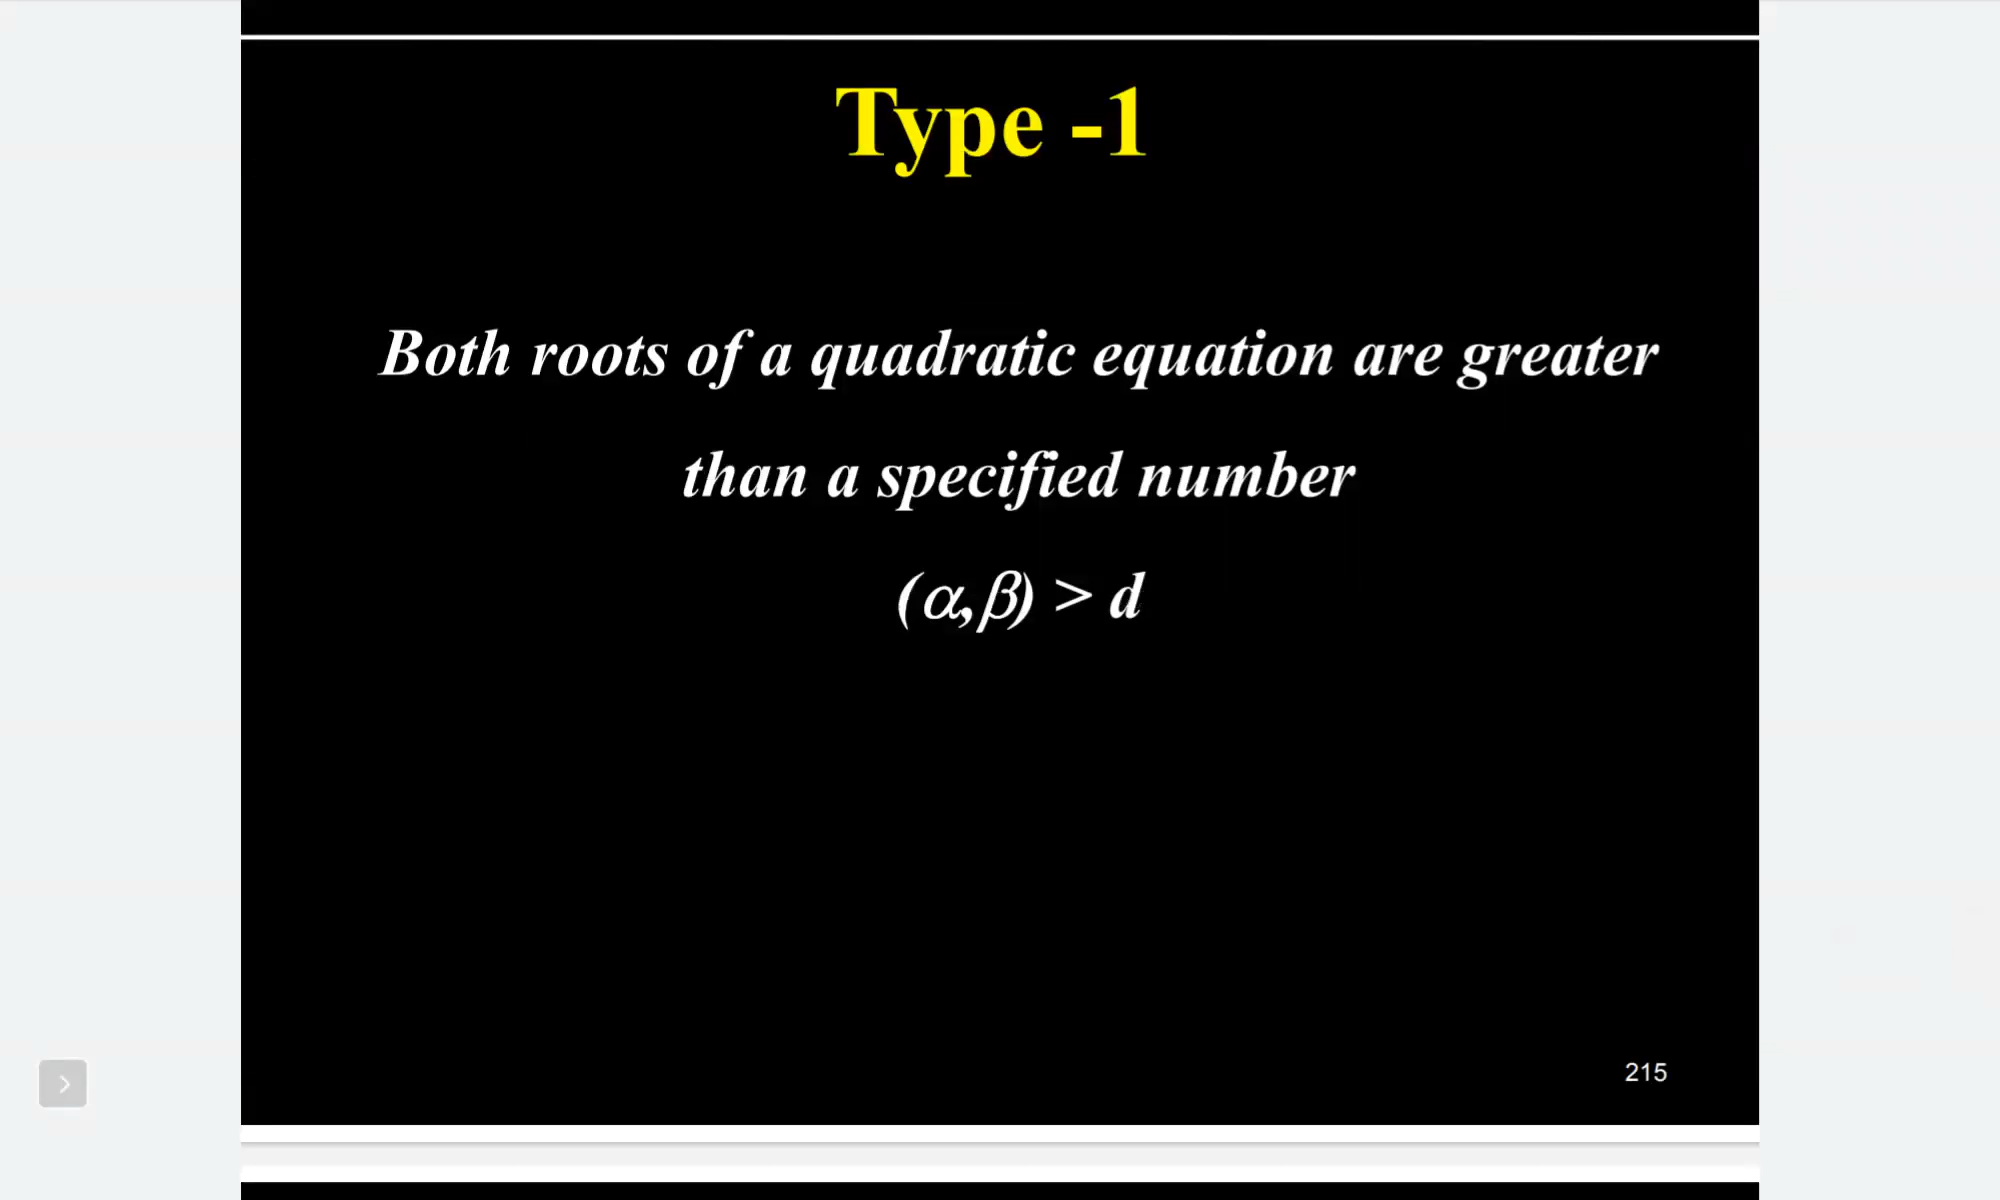 Type -1
Both roots of a quadratic equation are greater
than a specified number
(α,β) > d
215